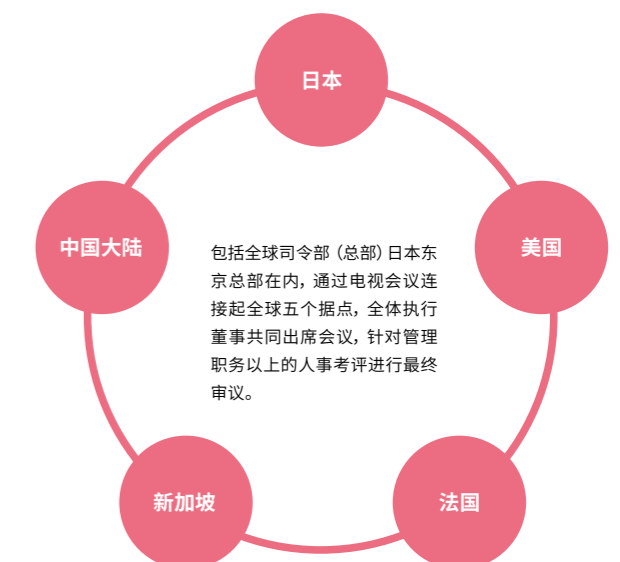 日本
中国大陆
美国
包括全球司令部（总部）日本东
京总部在内，通过电视会议连
接起全球五个据点，全体执行
董事共同出席会议，针对管理
职务以上的人事考评进行最终
审议。
新加坡
法国